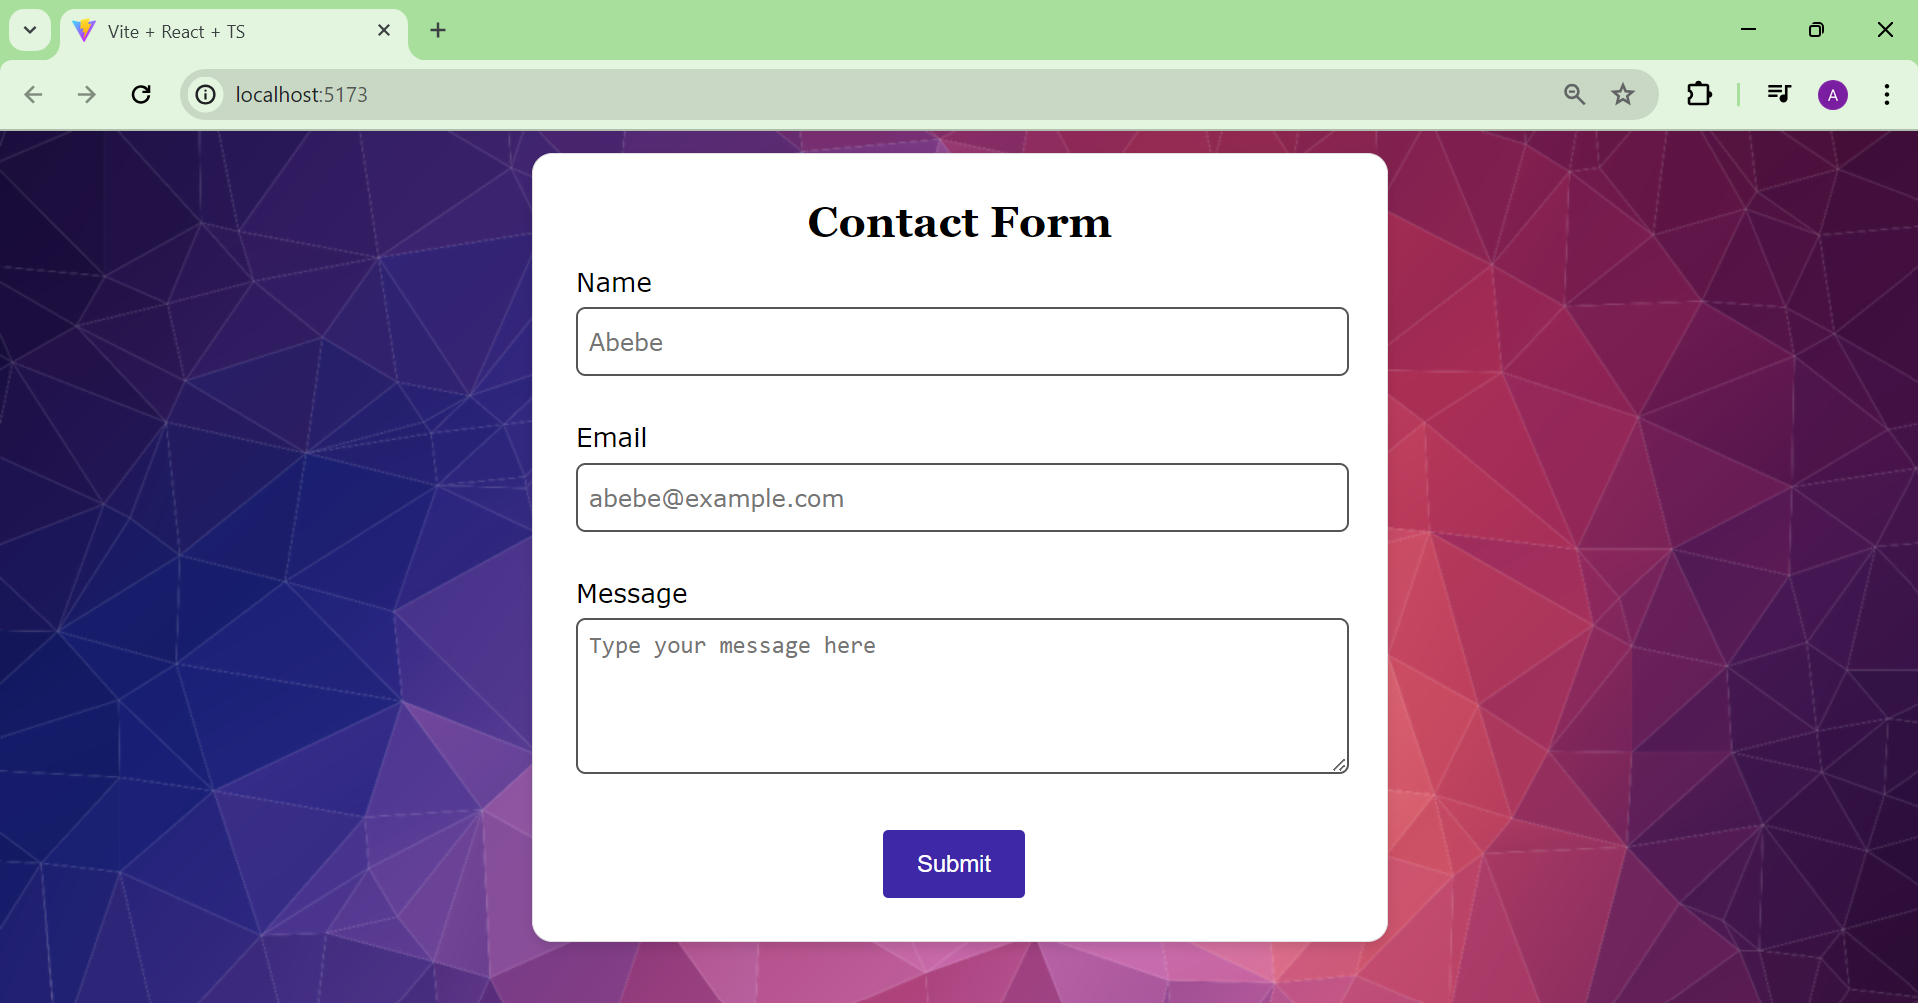 Vite + React + TS
localhost:5173
A
Contact Form
Name
Abebe
Email
abebe@example.com
Message
Type your message here
Submit